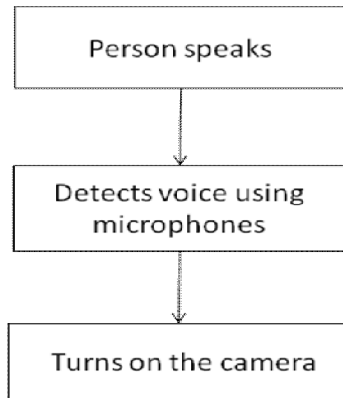 Person speaks
Detects voice using
microphones
Turns on the camera